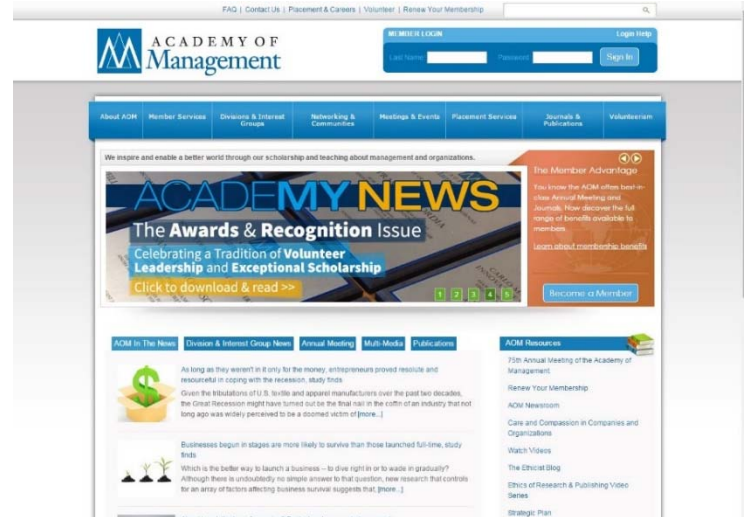 FAQ | Contact Us | Placement & Careers | Volunteer | Renew Your Membership
ACADEMY OF
Management
MEMBER LOGIN
Login Help
Last Name
Password
Sign In
About AOM
Member Services
Divisions & Interest
Groups
Networking &
Communities
Meetings & Events
Placement Services
Journals &
Publications
Volunteerism
We inspire and enable a better world through our scholarship and teaching about management and organizations.
ACADEMY NEWS
The Awards & Recognition Issue
Celebrating a Tradition of Volunteer
Leadership and Exceptional Scholarship
Click to download & read >>
1 2 3 4 5
The Member Advantage
You know the AOM offers best-in-
class Annual Meeting and
Journals. Now discover the full
range of benefits available to
members.
Learn about membership benefits
Become a Member
AOM In The News
Division & Interest Group News
Annual Meeting
Multi-Media
Publications
As long as they weren't in it only for the money, entrepreneurs proved resolute and
resourceful in coping with the recession, study finds
Given the tribulations of U.S. textile and apparel manufacturers over the past two decades,
the Great Recession might have turned out be the final nail in the coffin of an industry that not
long ago was widely perceived to be a doomed victim of [more...]
Businesses begun in stages are more likely to survive than those launched full-time, study
finds
Which is the better way to launch a business -- to dive right in or to wade in gradually?
Although there is undoubtedly no simple answer to that question, new research that controls
for an array of factors affecting business survival suggests that, [more...]
AOM Resources
75th Annual Meeting of the Academy of
Management
Renew Your Membership
AOM Newsroom
Care and Compassion in Companies and
Organizations
Watch Videos
The Ethicist Blog
Ethics of Research & Publishing Video
Series
Strategic Plan